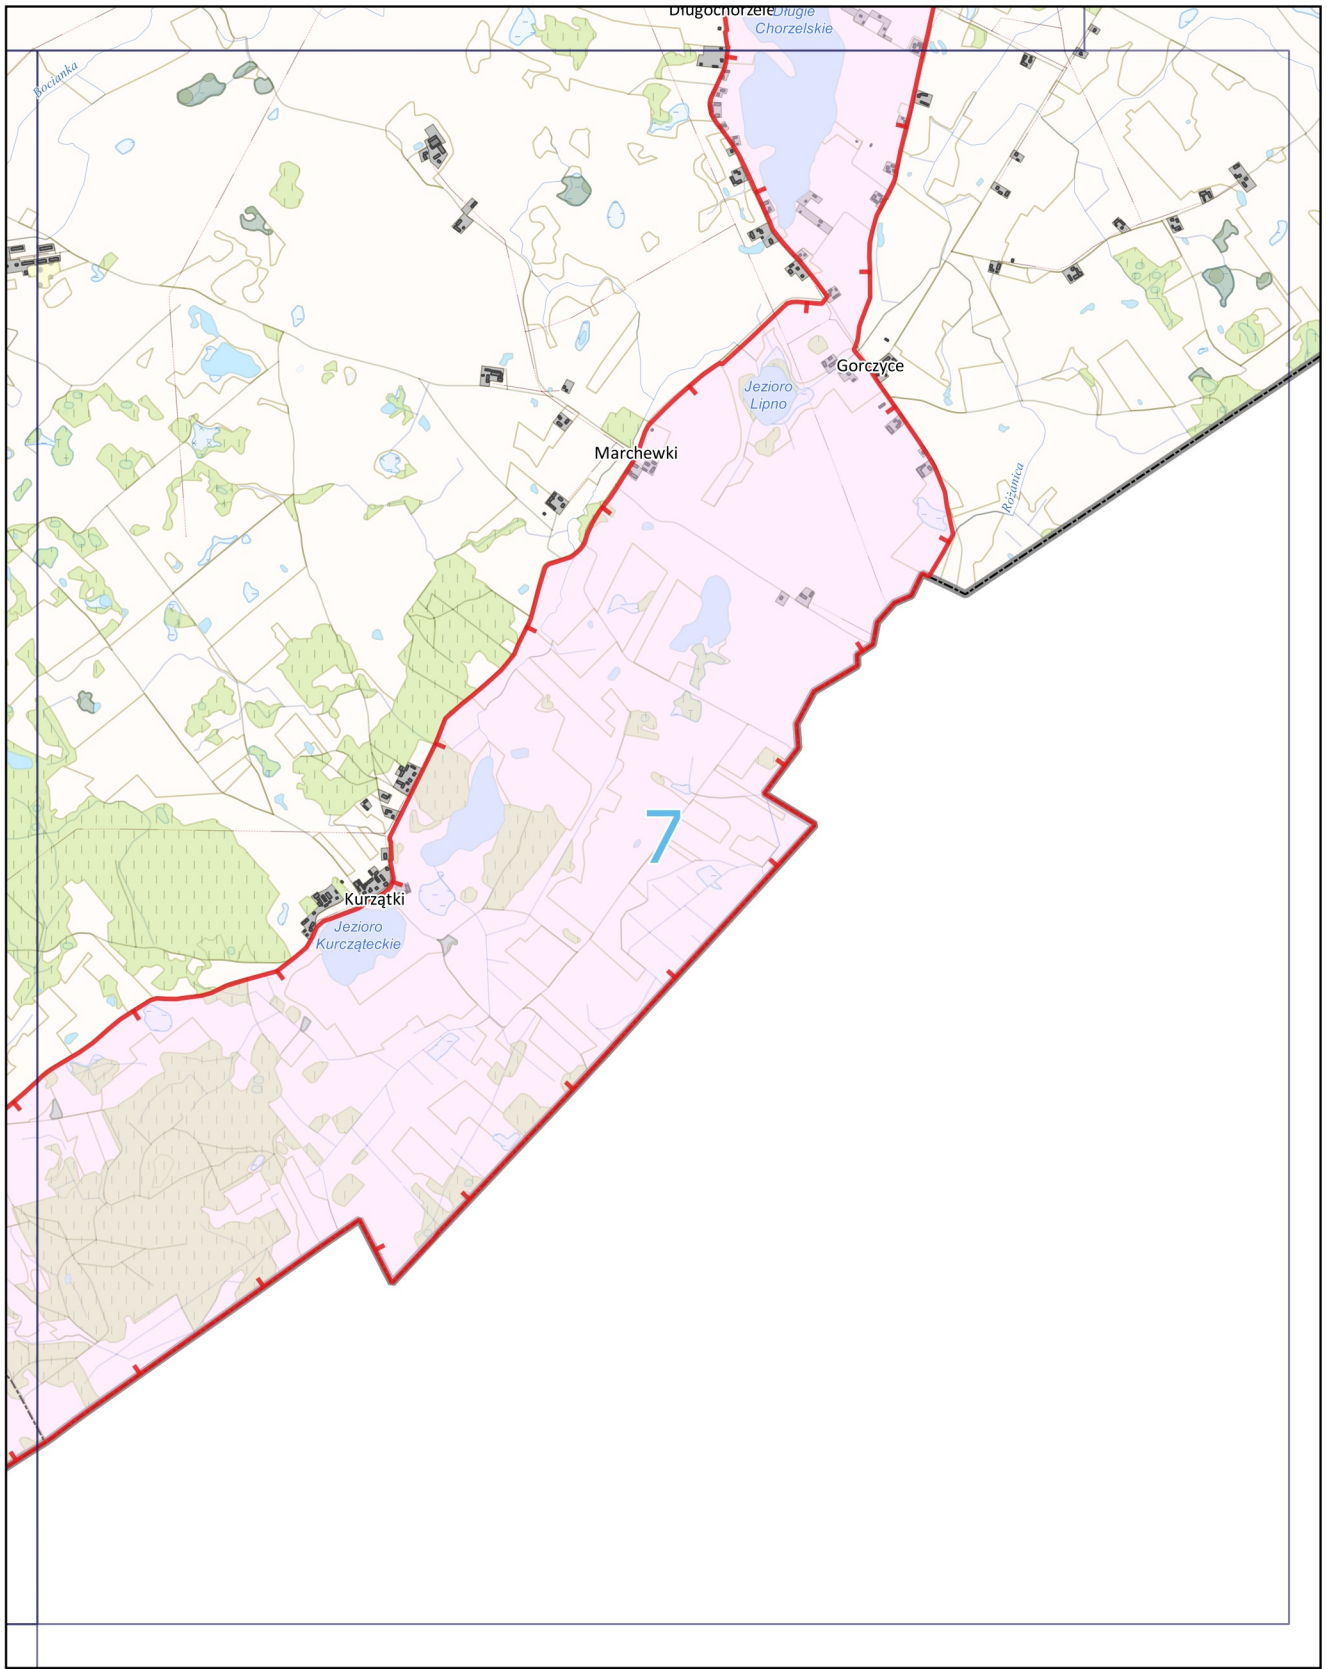 Długochorzele
Długie
Chorzelskie
Bocianka
Gorczyce
Jezioro
Lipno
Marchewki
Różanica
7
Kurzątki
Jezioro
Kurcząteckie